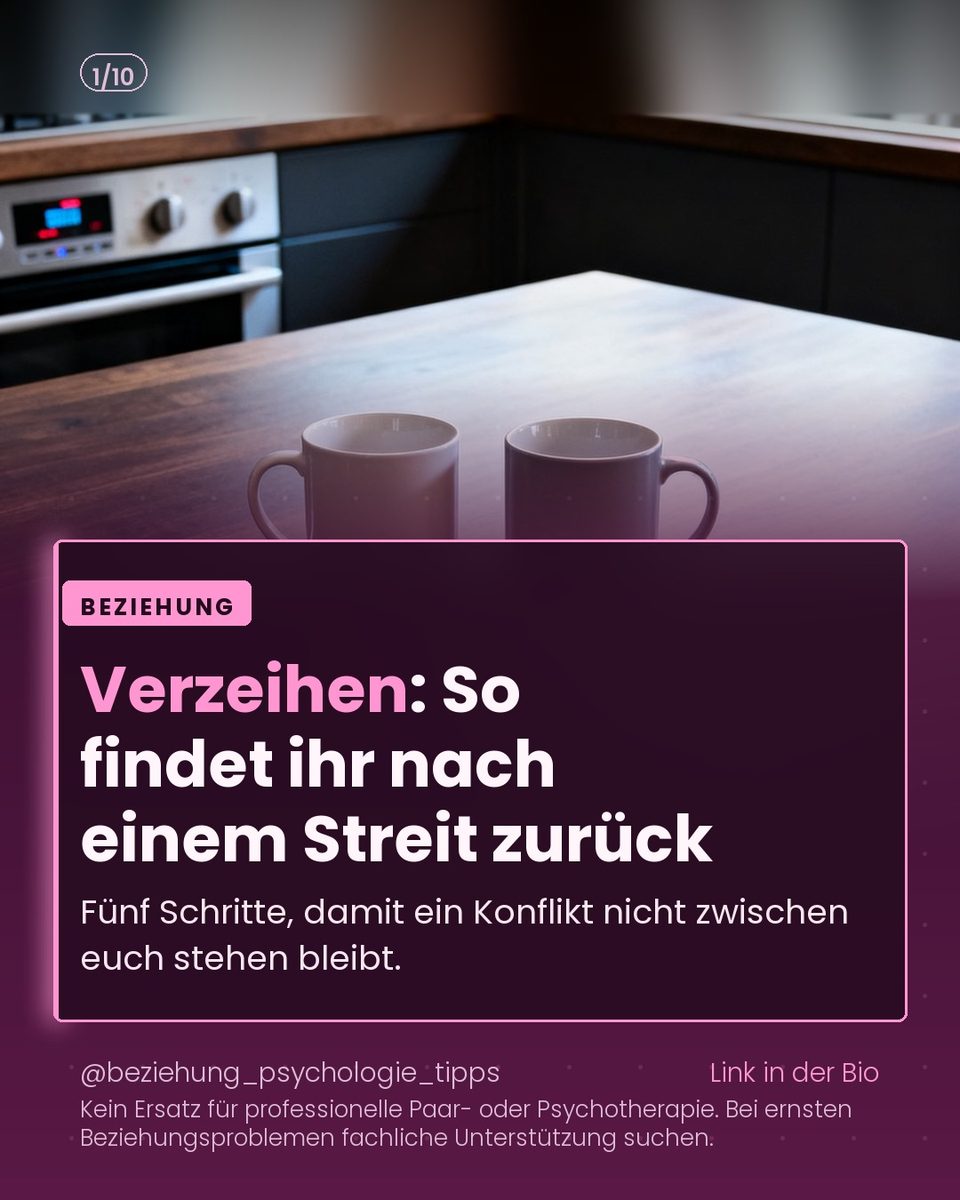 1/10
BEZIEHUNG
Verzeihen: So
findet ihr nach
einem Streit zurück
Fünf Schritte, damit ein Konflikt nicht zwischen
euch stehen bleibt.
@beziehung_psychologie_tipps
Link in der Bio
Kein Ersatz für professionelle Paar- oder Psychotherapie. Bei ernsten
Beziehungsproblemen fachliche Unterstützung suchen.